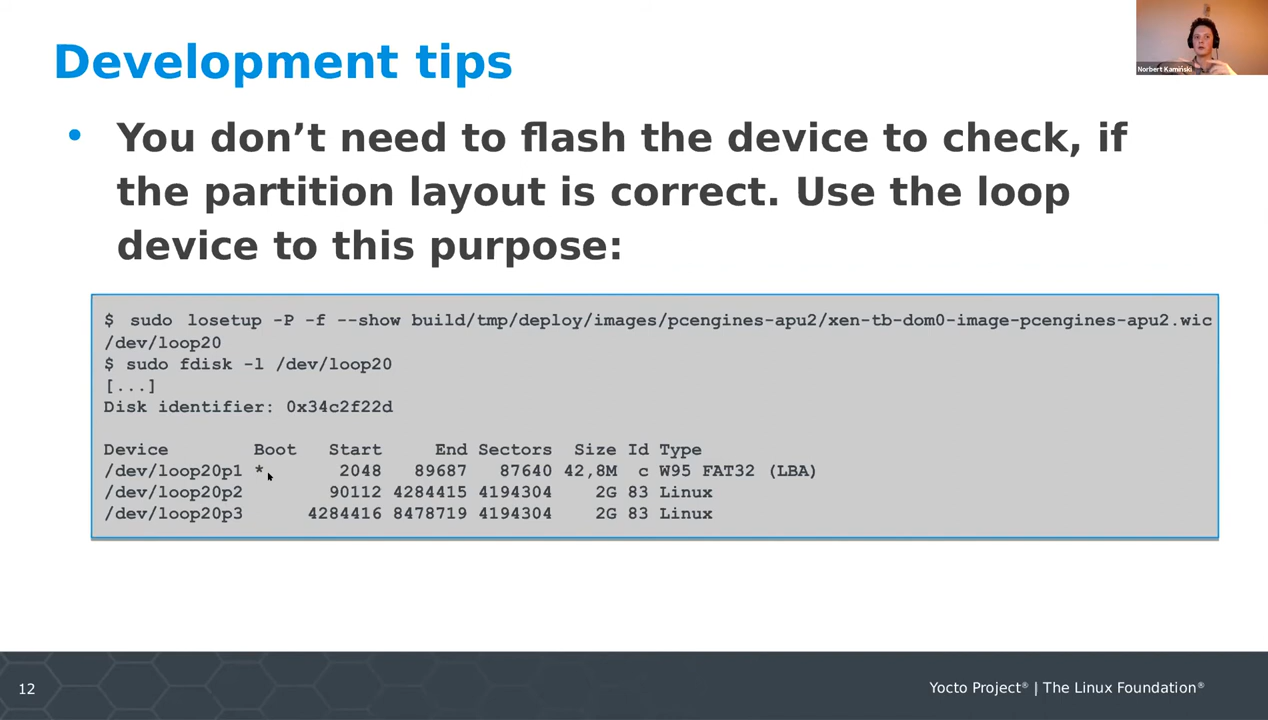 Development tips
Norbert Kamiński
• You don’t need to flash the device to check, if
the partition layout is correct. Use the loop
device to this purpose:
$ sudo losetup -P -f --show build/tmp/deploy/images/pcengines-apu2/xen-tb-dom0-image-pcengines-apu2.wic
/dev/loop20
$ sudo fdisk -l /dev/loop20
[...]
Disk identifier: 0x34c2f22d
Device Boot Start End Sectors Size Id Type
/dev/loop20p1 * 2048 89687 87640 42,8M c W95 FAT32 (LBA)
/dev/loop20p2 90112 4284415 4194304 2G 83 Linux
/dev/loop20p3 4284416 8478719 4194304 2G 83 Linux
12
Yocto Project® | The Linux Foundation®